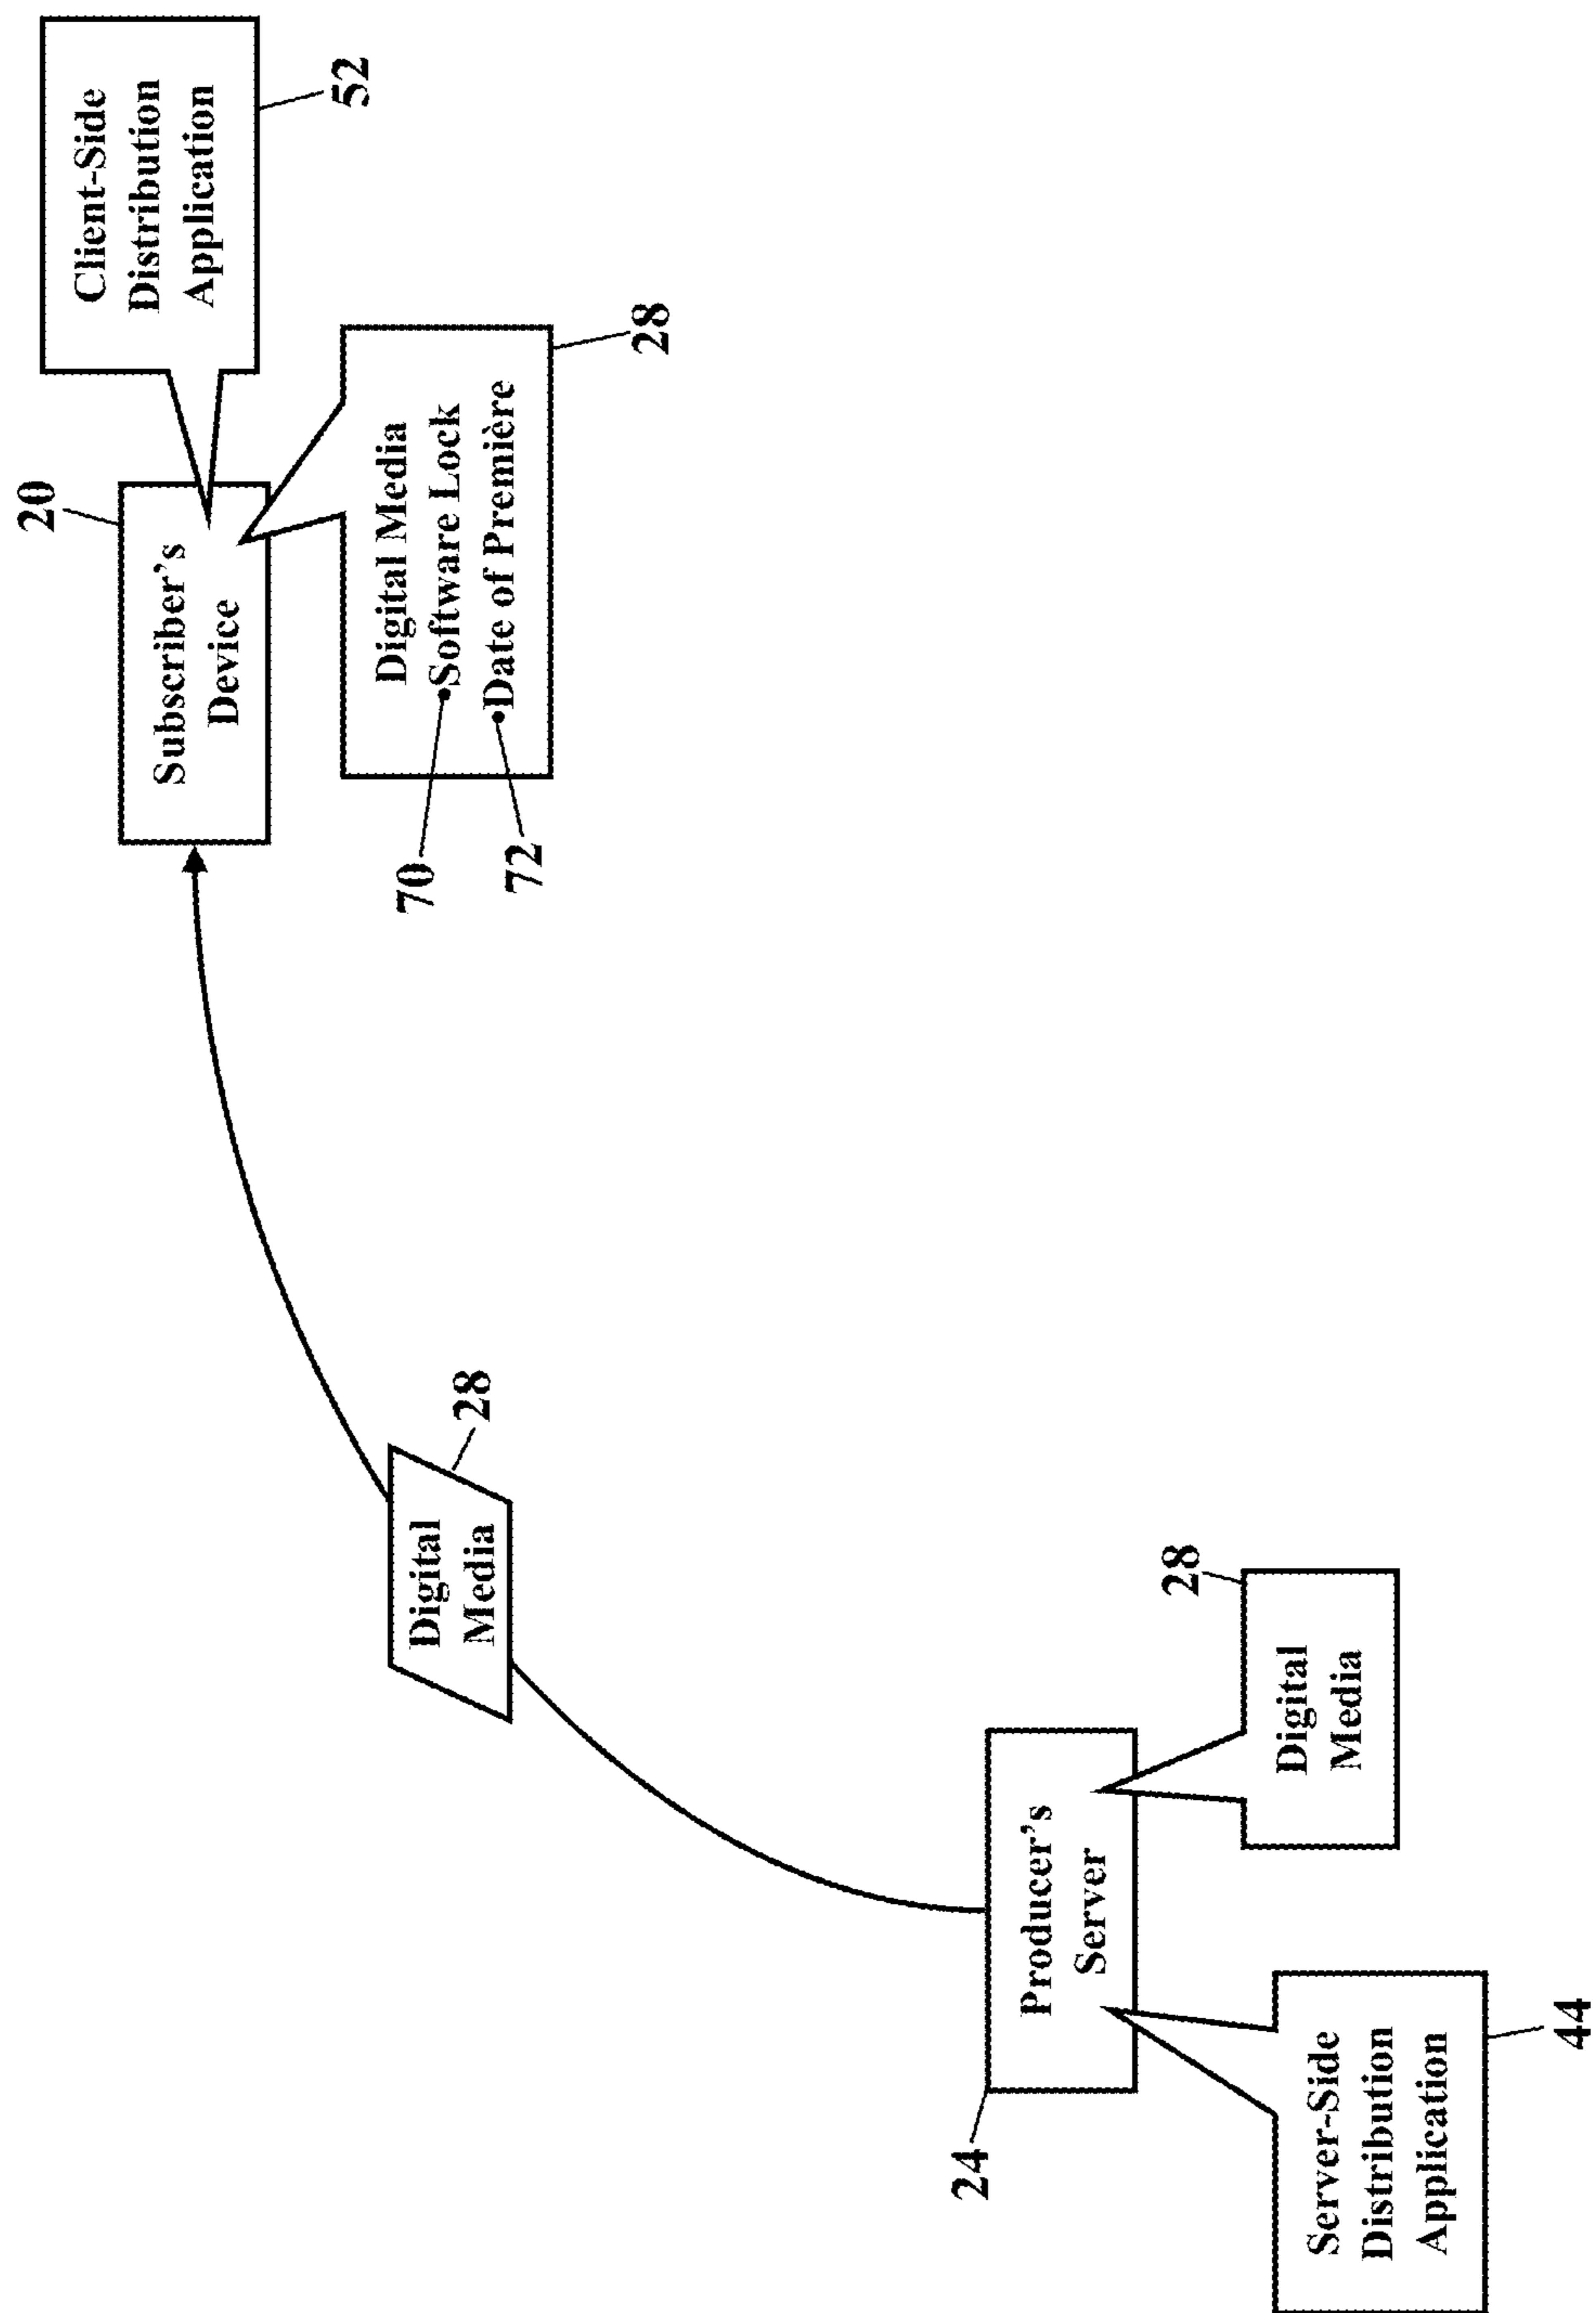 20
Subscriber's
Device
Client-Side
Distribution
Application
52
Digital Media
•Software Lock
•Date of Première
28
70
72
Digital
Media
28
24
Producer's
Server
Digital
Media
28
Server-Side
Distribution
Application
44